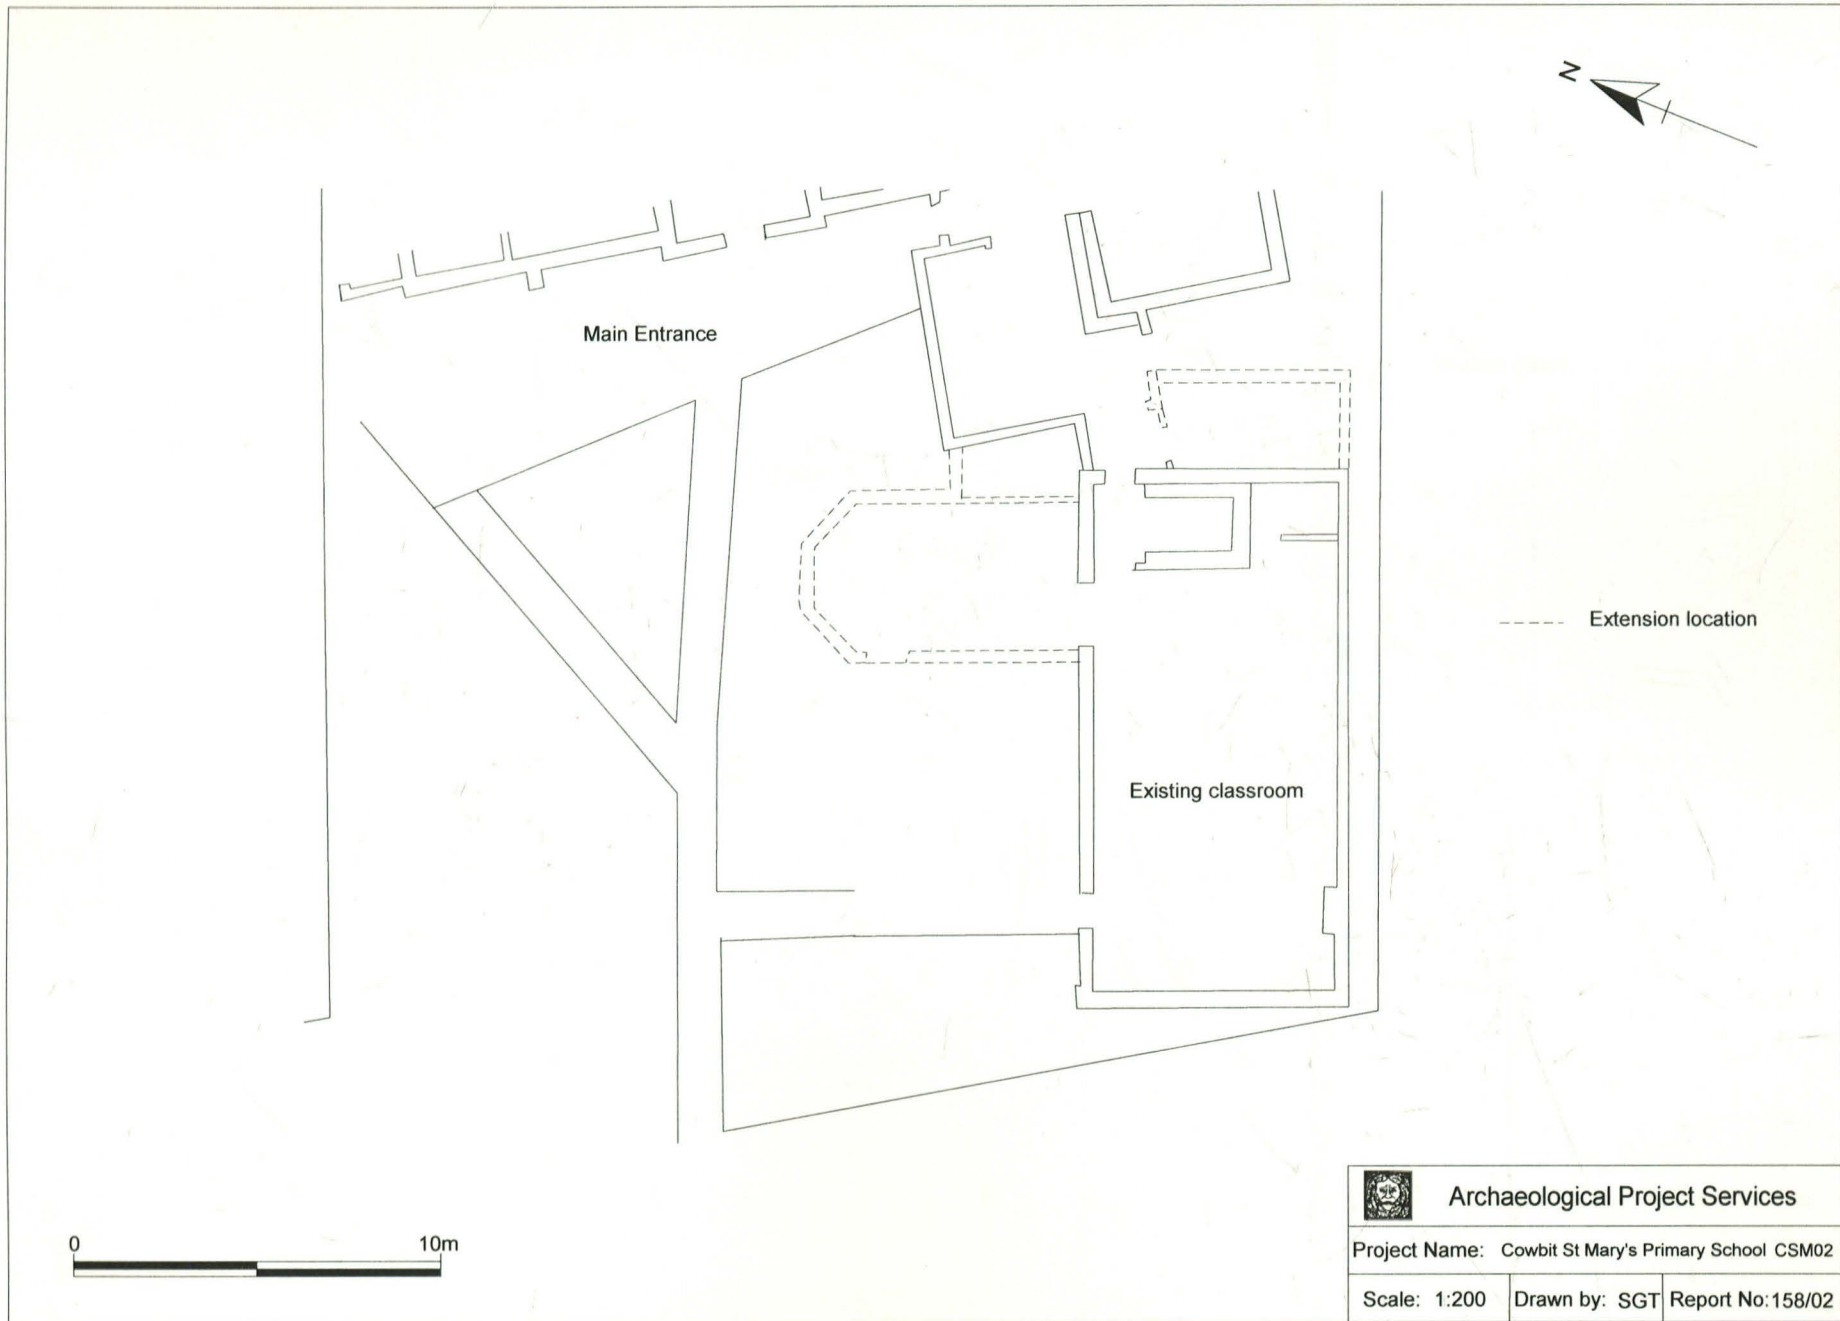 N
Main Entrance
Extension location
Existing classroom
0 10m
Archaeological Project Services
Project Name: Cowbit St Mary's Primary School CSM02
Scale: 1:200 Drawn by: SGT Report No:158/02